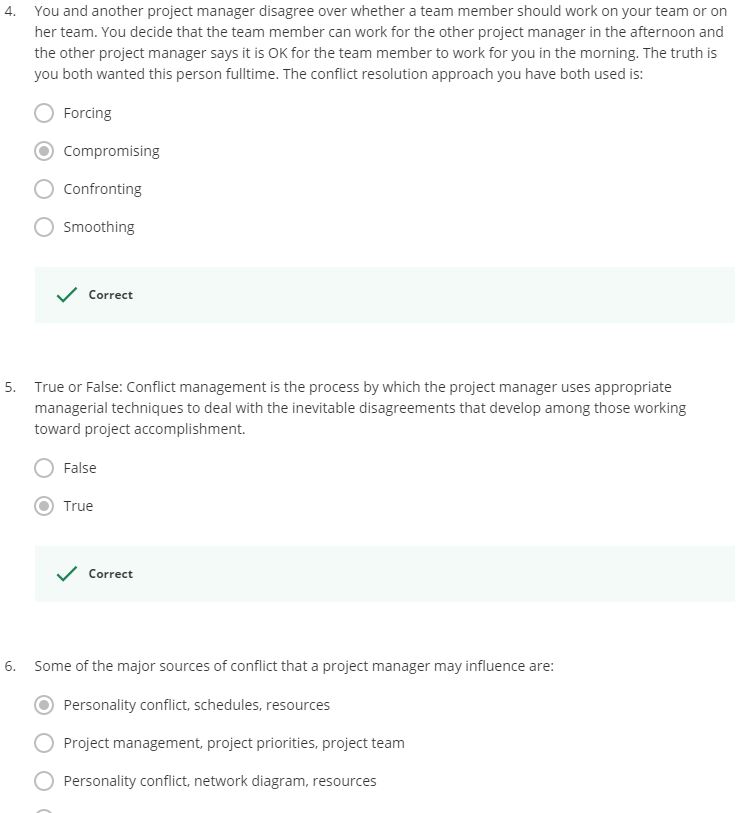 4. You and another project manager disagree over whether a team member should work on your team or on
her team. You decide that the team member can work for the other project manager in the afternoon and
the other project manager says it is OK for the team member to work for you in the morning. The truth is
you both wanted this person fulltime. The conflict resolution approach you have both used is:
Forcing
Compromising
Confronting
Smoothing
Correct
5. True or False: Conflict management is the process by which the project manager uses appropriate
managerial techniques to deal with the inevitable disagreements that develop among those working
toward project accomplishment.
False
True
Correct
6. Some of the major sources of conflict that a project manager may influence are:
Personality conflict, schedules, resources
Project management, project priorities, project team
Personality conflict, network diagram, resources